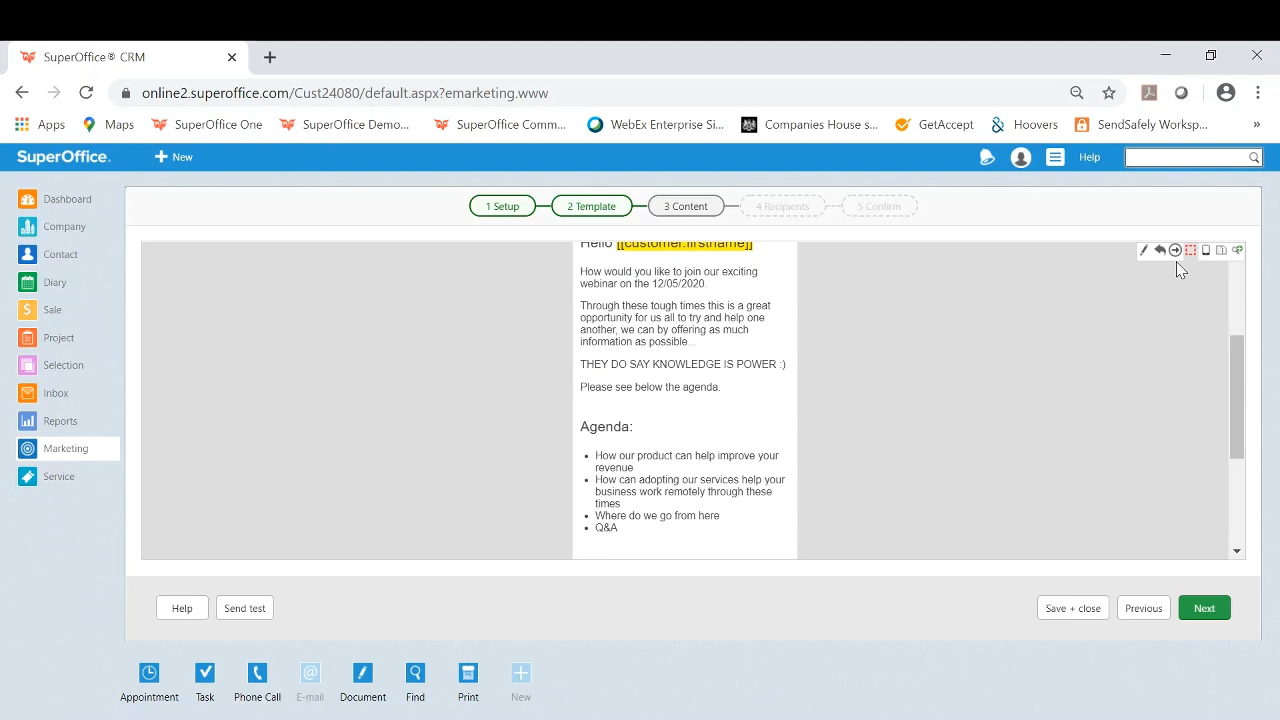 SuperOffice® CRM
online2.superoffice.com/Cust24080/default.aspx?emarketing.www
Apps
Maps
SuperOffice One
SuperOffice Demo...
SuperOffice Comm...
WebEx Enterprise Si...
Companies House s...
GetAccept
Hoovers
SendSafely Worksp...
»
SuperOffice.
New
Help
Dashboard
Company
Contact
Diary
Sale
Project
Selection
Inbox
Reports
Marketing
Service
1 Setup
2 Template
3 Content
4 Recipients
5 Confirm
Hello [[customer.firstname]]
How would you like to join our exciting
webinar on the 12/05/2020.
Through these tough times this is a great
opportunity for us all to try and help one
another, we can by offering as much
information as possible...
THEY DO SAY KNOWLEDGE IS POWER :)
Please see below the agenda.
Agenda:
• How our product can help improve your
revenue
• How can adopting our services help your
business work remotely through these
times
• Where do we go from here
• Q&A
Help
Send test
Save + close
Previous
Next
Appointment
Task
Phone Call
E-mail
Document
Find
Print
New